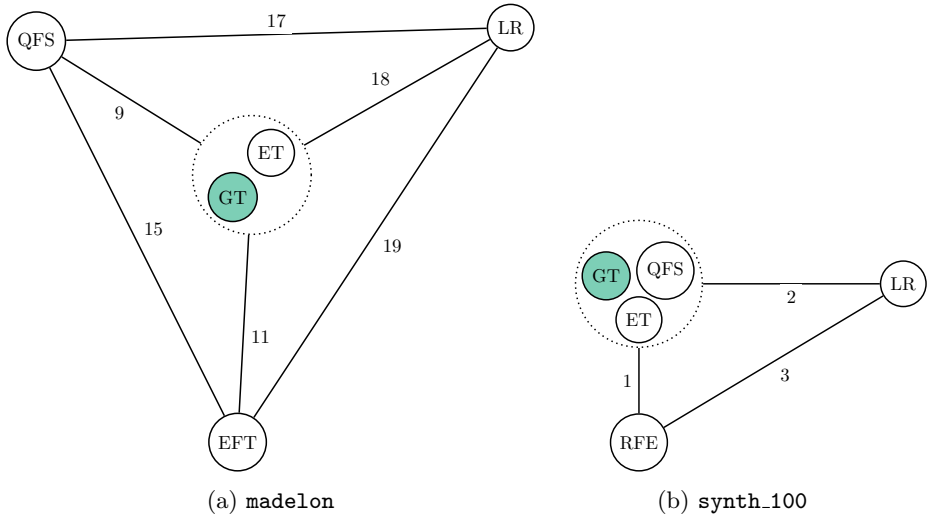 17
QFS
LR
18
9
ET
GT
15
19
11
EFT
GT
QFS
ET
LR
2
1
3
RFE
(a) madelon
(b) synth_100